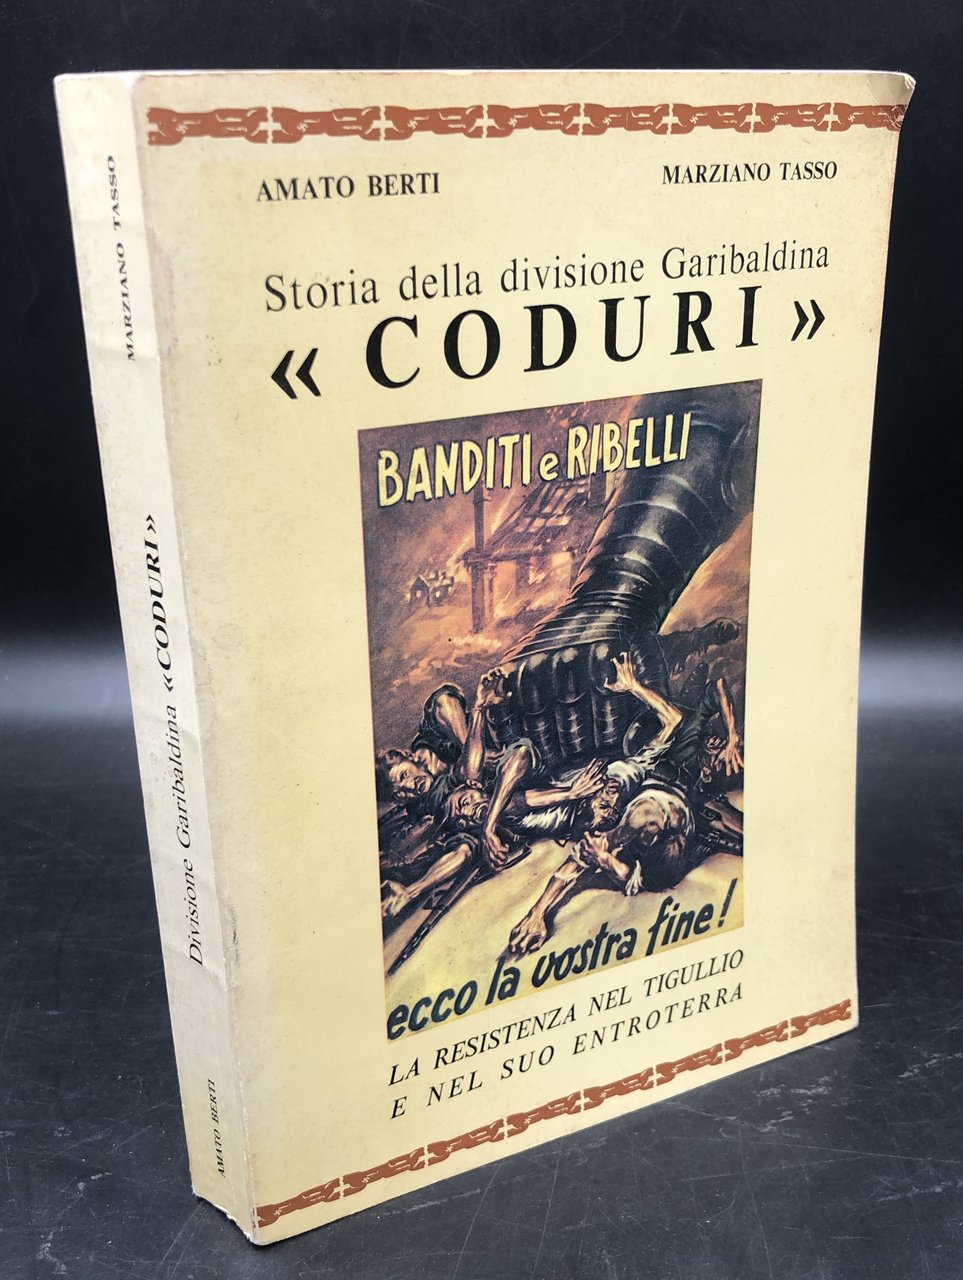 AMATO BERTI
MARZIANO TASSO
Storia della divisione Garibaldina
« CODURI »
BANDITI e RIBELLI
ecco la vostra fine!
LA RESISTENZA NEL TIGULLIO
E NEL SUO ENTROTERRA
MARZIANO TASSO
Divisione Garibaldina «CODURI»
AMATO BERTI